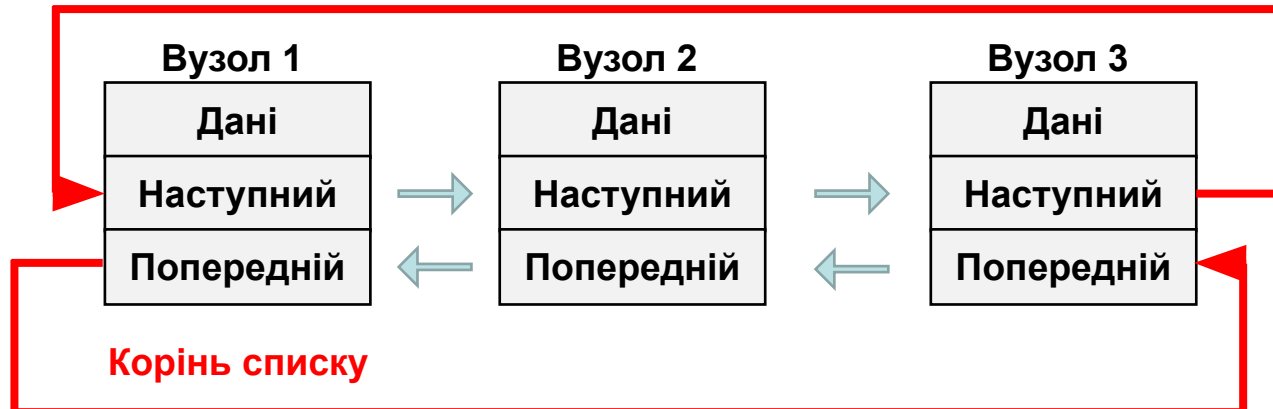 Вузол 1 Вузол 2 Вузол 3
Дані Дані Дані
Наступний Наступний Наступний
Попередній Попередній Попередній
Корінь списку